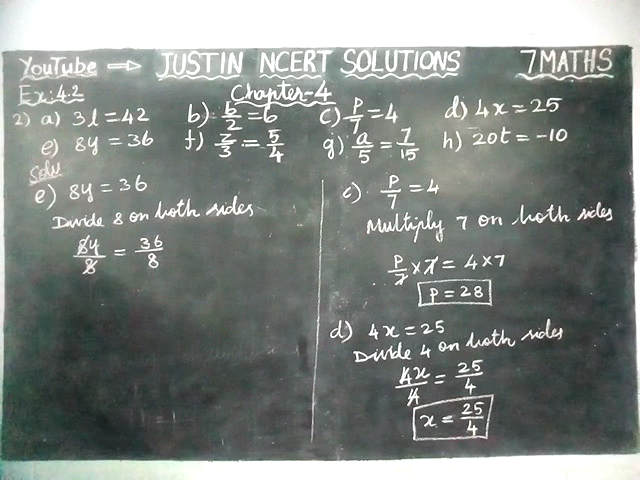 YouTube ⇒ JUSTIN NCERT SOLUTIONS 7MATHS
Ex:4.2 Chapter-4
2) a) 3l = 42 b) b/2 = 6 c) P/7 = 4 d) 4x = 25
e) 8y = 36 f) z/3 = 5/4 g) a/5 = 7/15 h) 20t = -10
Solu
e) 8y = 36
Divide 8 on both sides
8y/8 = 36/8
c) P/7 = 4
Multiply 7 on both sides
P/7 × 7 = 4 × 7
P = 28
d) 4x = 25
Divide 4 on both sides
4x/4 = 25/4
x = 25/4